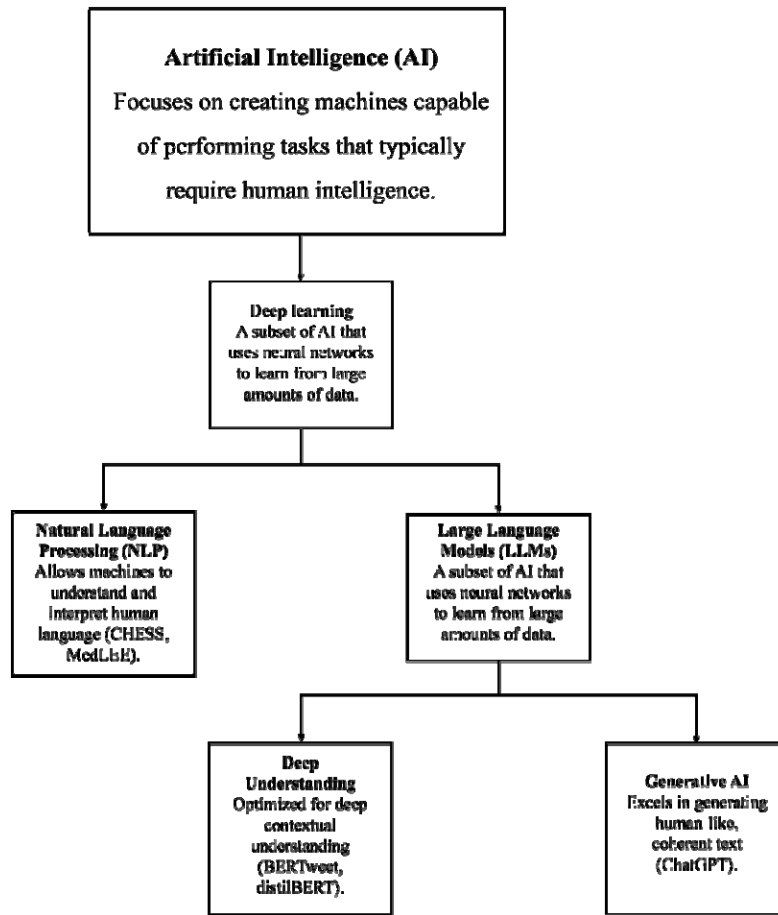 Artificial Intelligence (AI)
Focuses on creating machines capable
of performing tasks that typically
require human intelligence.
Deep learning
A subset of AI that
uses neural networks
to learn from large
amounts of data.
Natural Language
Processing (NLP)
Allows machines to
understand and
interpret human
language (CHESS,
MedLEE).
Large Language
Models (LLMs)
A subset of AI that
uses neural networks
to learn from large
amounts of data.
Deep
Understanding
Optimized for deep
contextual
understanding
(BERTweet,
distilBERT).
Generative AI
Excels in generating
human like,
coherent text
(ChatGPT).